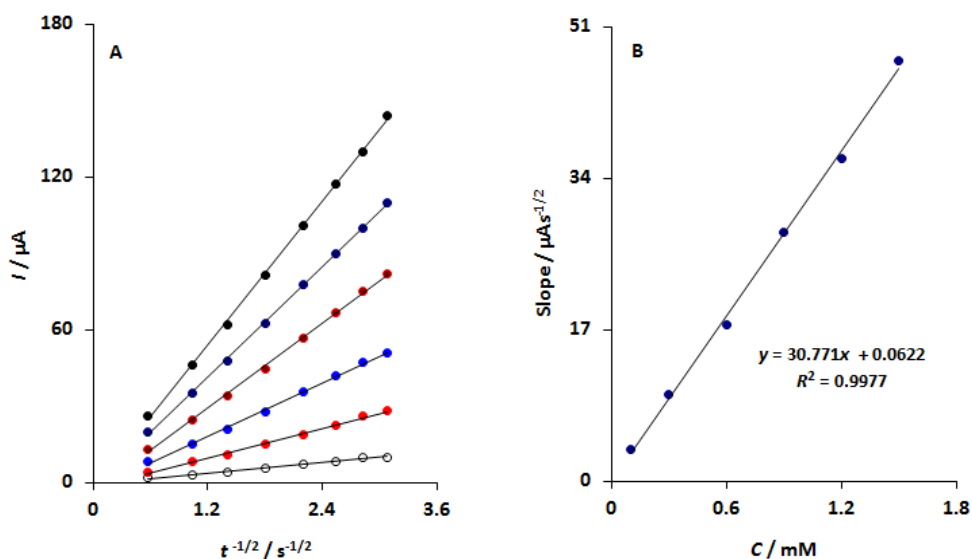 A
I / µA
180
120
60
0
0
1.2
2.4
3.6
t -1/2 / s-1/2
B
Slope / µAs-1/2
51
34
17
0
0
0.6
1.2
1.8
y = 30.771x + 0.0622
R2 = 0.9977
C / mM